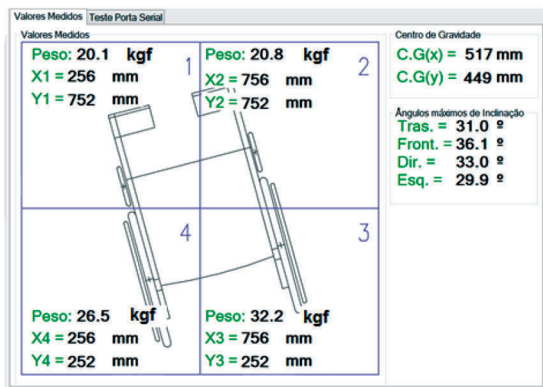 Valores Medidos
Teste Porta Serial
Valores Medidos
Peso: 20.1 kgf
X1 = 256 mm
Y1 = 752 mm
1
Peso: 20.8 kgf
X2 = 756 mm
Y2 = 752 mm
2
4
Peso: 26.5 kgf
X4 = 256 mm
Y4 = 252 mm
3
Peso: 32.2 kgf
X3 = 756 mm
Y3 = 252 mm
Centro de Gravidade
C.G(x) = 517 mm
C.G(y) = 449 mm
Ângulos máximos de Inclinação
Tras. = 31.0 º
Front. = 36.1 º
Dir. = 33.0 º
Esq. = 29.9 º